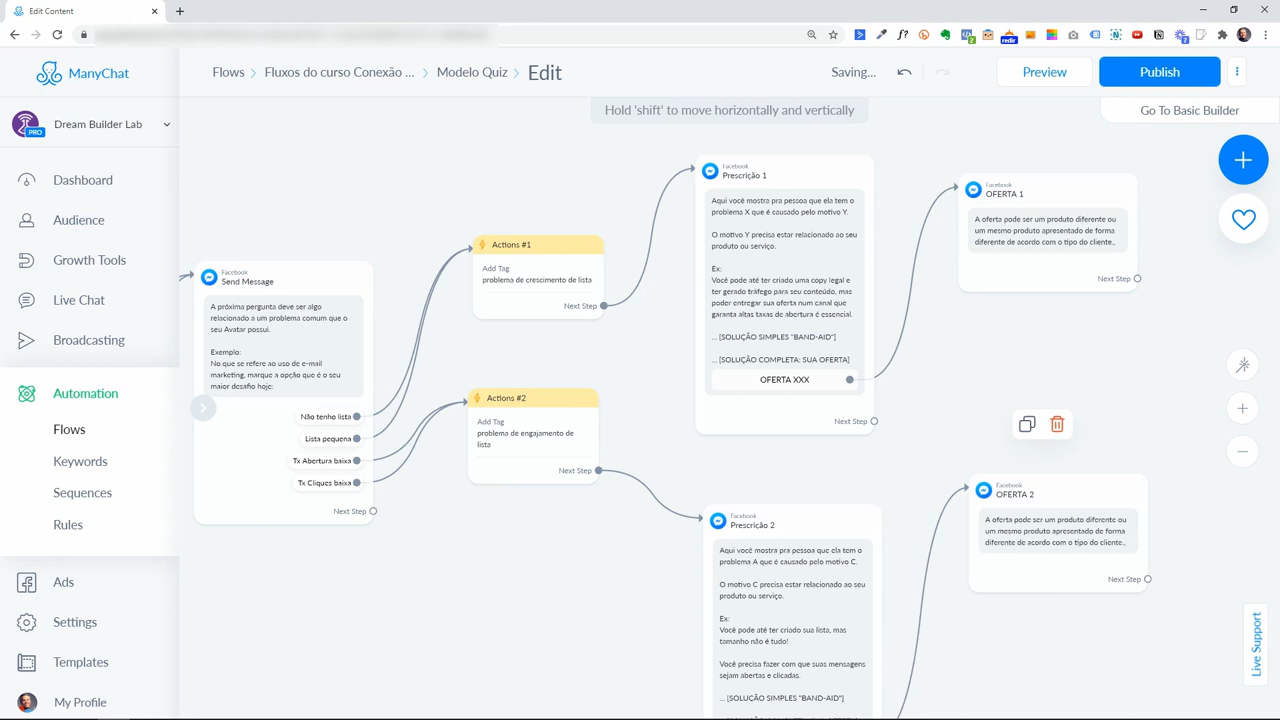 Edit Content
ManyChat
Flows
Fluxos do curso Conexão ...
Modelo Quiz
Edit
Saving...
Preview
Publish
Hold 'shift' to move horizontally and vertically
Go To Basic Builder
PRO
Dream Builder Lab
Dashboard
Audience
Growth Tools
Live Chat
Broadcasting
Automation
Flows
Keywords
Sequences
Rules
Ads
Settings
Templates
My Profile
Facebook
Send Message
A próxima pergunta deve ser algo
relacionado a um problema comum que o
seu Avatar possui.
Exemplo:
No que se refere ao uso de e-mail
marketing, marque a opção que é o seu
maior desafio hoje:
Não tenho lista
Lista pequena
Tx Abertura baixa
Tx Cliques baixa
Next Step
Actions #1
Add Tag
problema de crescimento de lista
Next Step
Actions #2
Add Tag
problema de engajamento de
lista
Next Step
Facebook
Prescrição 1
Aqui você mostra pra pessoa que ela tem o
problema X que é causado pelo motivo Y.
O motivo Y precisa estar relacionado ao seu
produto ou serviço.
Ex:
Você pode até ter criado uma copy legal e
ter gerado tráfego para seu conteúdo, mas
poder entregar sua oferta num canal que
garanta altas taxas de abertura é essencial.
... [SOLUÇÃO SIMPLES "BAND-AID"]
... [SOLUÇÃO COMPLETA: SUA OFERTA]
OFERTA XXX
Next Step
Facebook
Prescrição 2
Aqui você mostra pra pessoa que ela tem o
problema A que é causado pelo motivo C.
O motivo C precisa estar relacionado ao seu
produto ou serviço.
Ex:
Você pode até ter criado sua lista, mas
tamanho não é tudo!
Você precisa fazer com que suas mensagens
sejam abertas e clicadas.
... [SOLUÇÃO SIMPLES "BAND-AID"]
Facebook
OFERTA 1
A oferta pode ser um produto diferente ou
um mesmo produto apresentado de forma
diferente de acordo com o tipo do cliente..
Next Step
Facebook
OFERTA 2
A oferta pode ser um produto diferente ou
um mesmo produto apresentado de forma
diferente de acordo com o tipo do cliente..
Next Step
Live Support